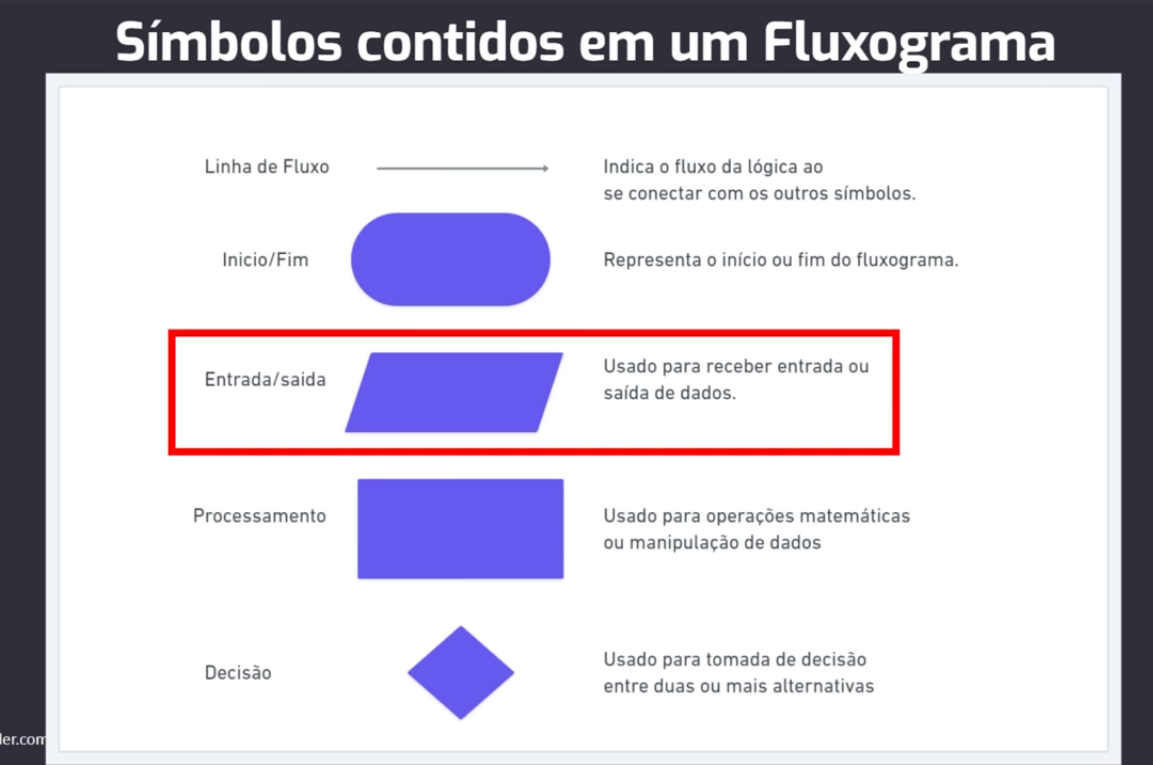 Símbolos contidos em um Fluxograma
Linha de Fluxo
Indica o fluxo da lógica ao
se conectar com os outros símbolos.
Inicio/Fim
Representa o início ou fim do fluxograma.
Entrada/saida
Usado para receber entrada ou
saída de dados.
Processamento
Usado para operações matemáticas
ou manipulação de dados
Decisão
Usado para tomada de decisão
entre duas ou mais alternativas